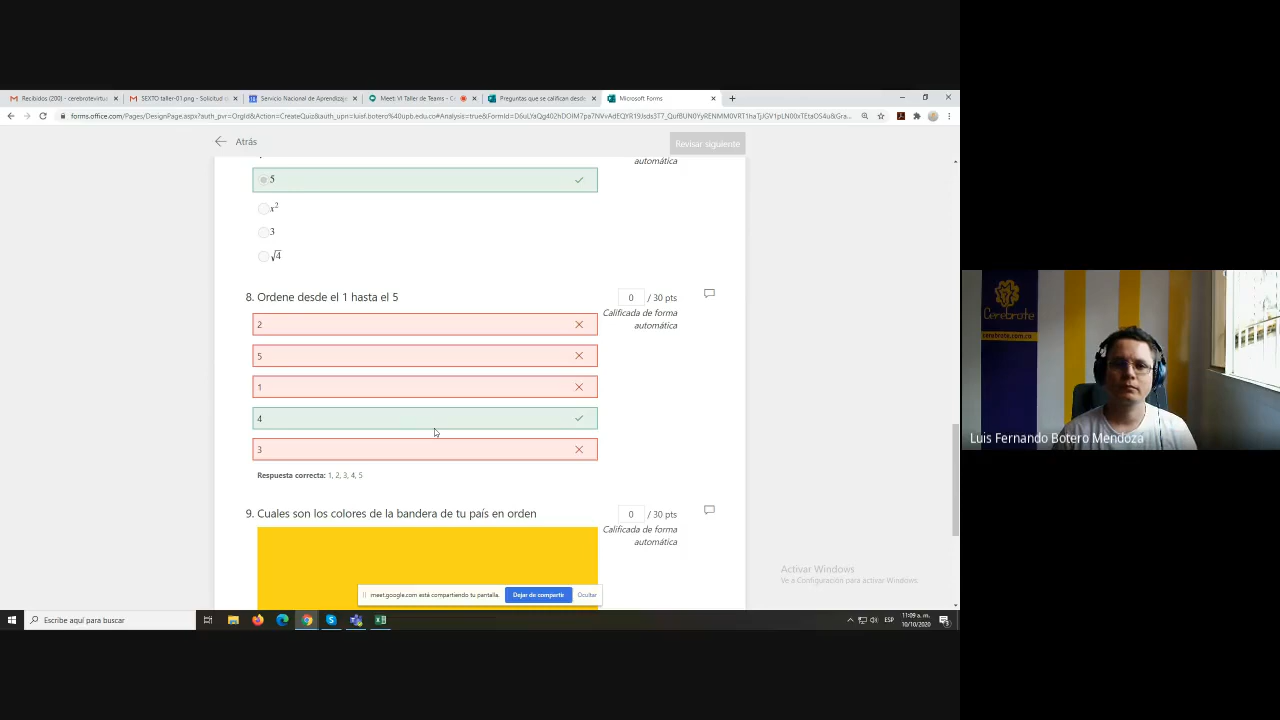 Recibidos (200) - cerebrotevirtu
SEXTO taller-01.png - Solicitud
Servicio Nacional de Aprendizaje
Meet: VI Taller de Teams - C
Preguntas que se califican desde
Microsoft Forms
Atrás
Revisar siguiente
automática
5
x²
3
√4
8. Ordene desde el 1 hasta el 5
0 / 30 pts
Calificada de forma
automática
2
5
1
4
3
Respuesta correcta: 1, 2, 3, 4, 5
9. Cuales son los colores de la bandera de tu país en orden
0 / 30 pts
Calificada de forma
automática
Activar Windows
Ve a Configuración para activar Windows.
meet.google.com está compartiendo tu pantalla.
Dejar de compartir
Ocultar
Escribe aquí para buscar
ESP
11:09 a. m.
10/10/2020
Cerebrote
cerebrote.com.co
Luis Fernando Botero Mendoza